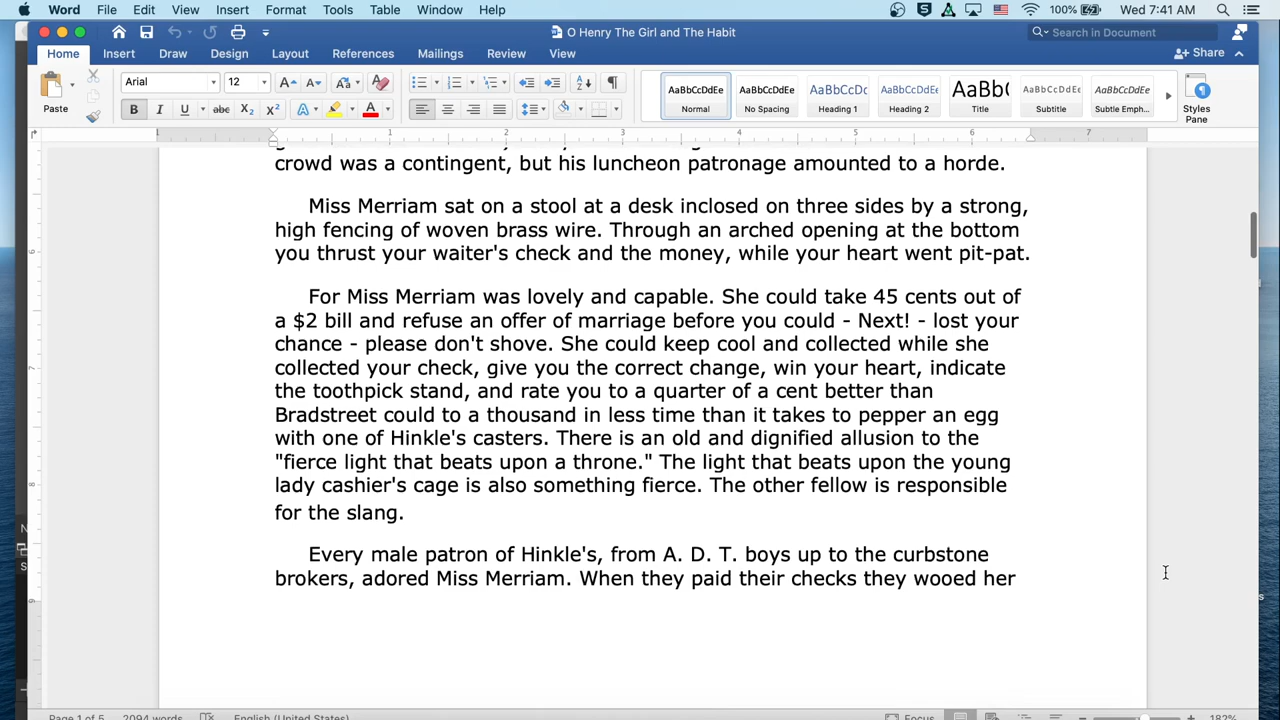 Word File Edit View Insert Format Tools Table Window Help 100% Wed 7:41 AM
O Henry The Girl and The Habit
Search in Document
Home Insert Draw Design Layout References Mailings Review View
Share
Paste
Arial 12
B I U abc X2 X2 A A
AaBbCcDdEe Normal
AaBbCcDdEe No Spacing
AaBbCcDc Heading 1
AaBbCcDdEe Heading 2
AaBbC Title
AaBbCcDdEe Subtitle
AaBbCcDdEe Subtle Emph...
Styles Pane
1 1 2 3 4 5 6 7
crowd was a contingent, but his luncheon patronage amounted to a horde.
Miss Merriam sat on a stool at a desk inclosed on three sides by a strong,
high fencing of woven brass wire. Through an arched opening at the bottom
you thrust your waiter's check and the money, while your heart went pit-pat.
For Miss Merriam was lovely and capable. She could take 45 cents out of
a $2 bill and refuse an offer of marriage before you could - Next! - lost your
chance - please don't shove. She could keep cool and collected while she
collected your check, give you the correct change, win your heart, indicate
the toothpick stand, and rate you to a quarter of a cent better than
Bradstreet could to a thousand in less time than it takes to pepper an egg
with one of Hinkle's casters. There is an old and dignified allusion to the
"fierce light that beats upon a throne." The light that beats upon the young
lady cashier's cage is also something fierce. The other fellow is responsible
for the slang.
Every male patron of Hinkle's, from A. D. T. boys up to the curbstone
brokers, adored Miss Merriam. When they paid their checks they wooed her
Page 1 of 5 2094 words English (United States) Focus 182%